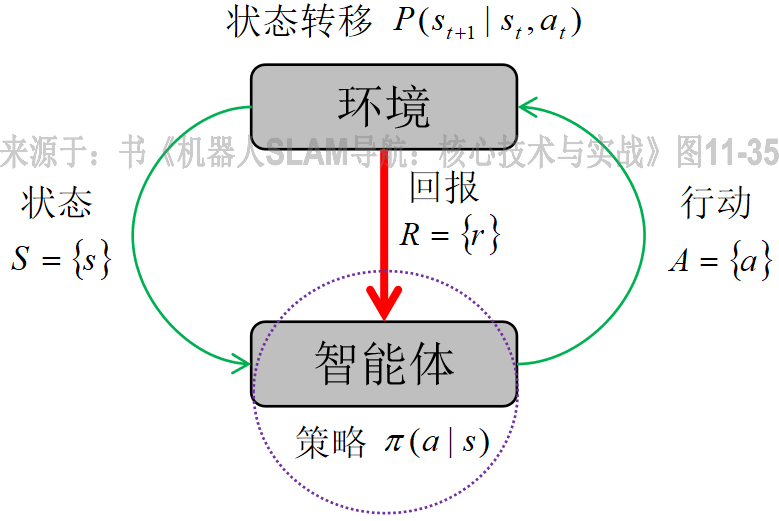 状态转移 P(s_{t+1} | s_t, a_t)
环境
来源于：书《机器人SLAM导航：核心技术与实战》图11-35
状态
S = {s}
回报
R = {r}
行动
A = {a}
智能体
策略 π(a | s)